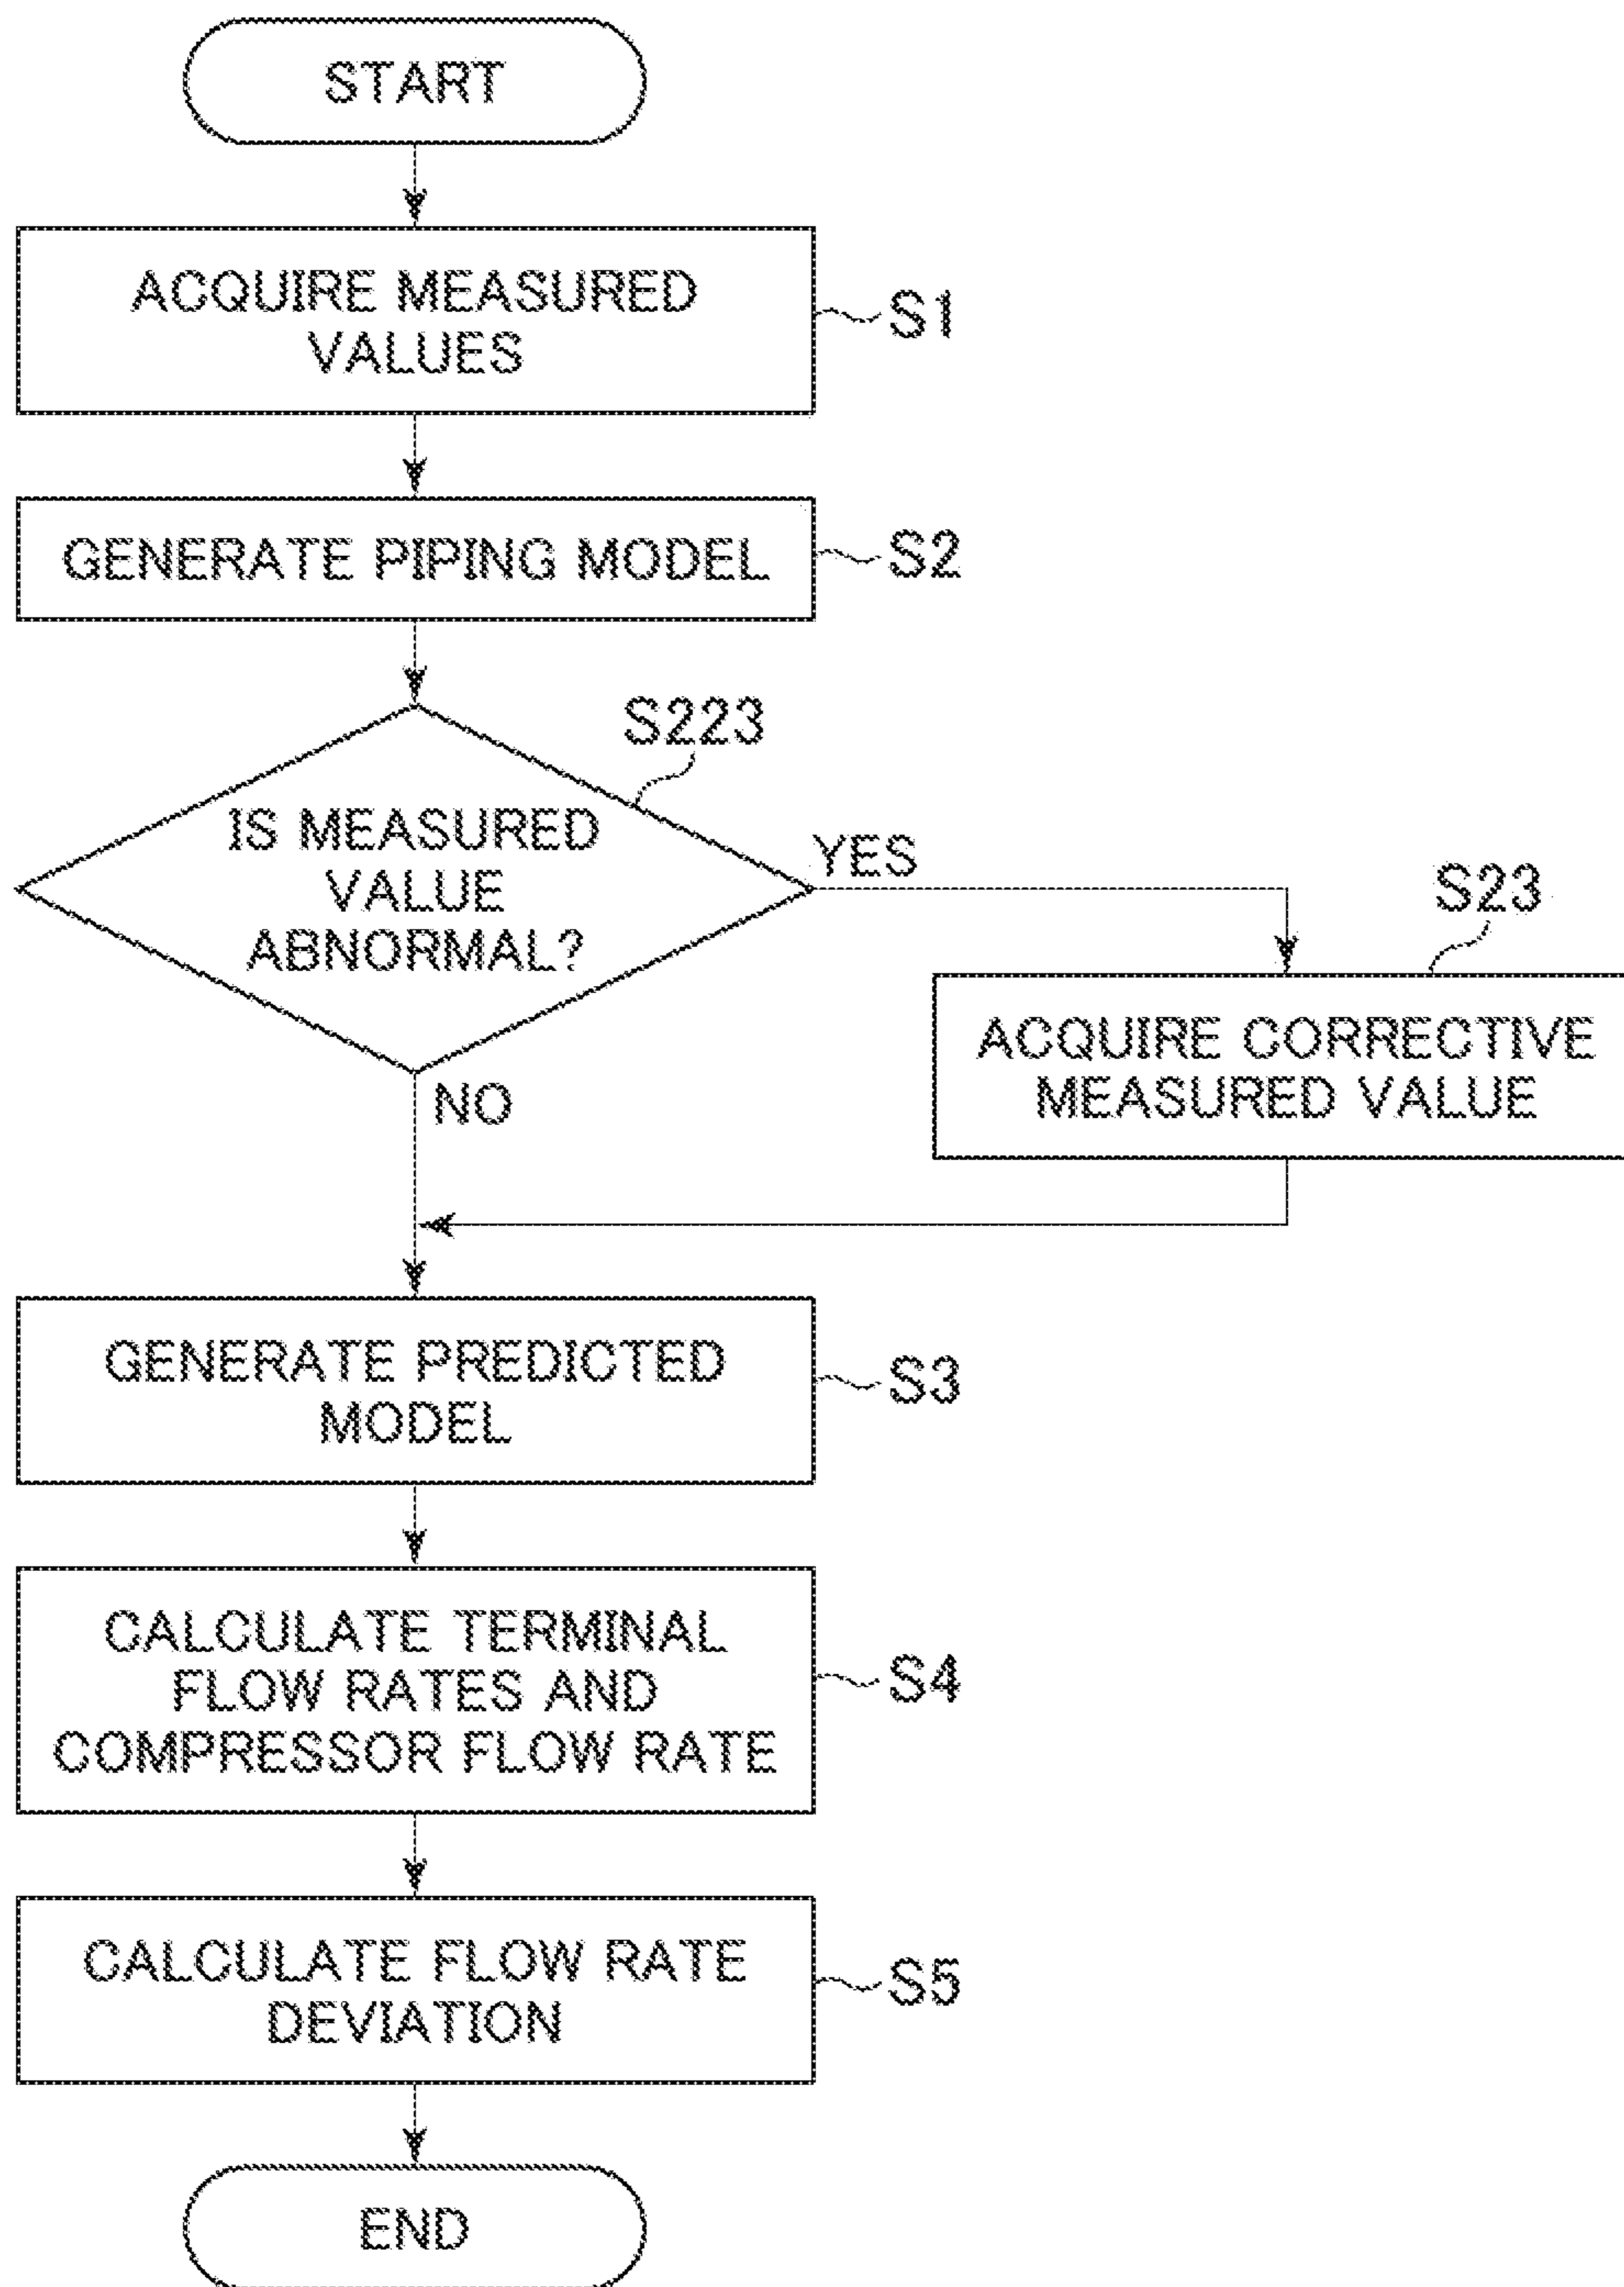 START
ACQUIRE MEASURED
VALUES
S1
GENERATE PIPING MODEL
S2
S223
IS MEASURED
VALUE
ABNORMAL?
YES
S23
ACQUIRE CORRECTIVE
MEASURED VALUE
NO
GENERATE PREDICTED
MODEL
S3
CALCULATE TERMINAL
FLOW RATES AND
COMPRESSOR FLOW RATE
S4
CALCULATE FLOW RATE
DEVIATION
S5
END